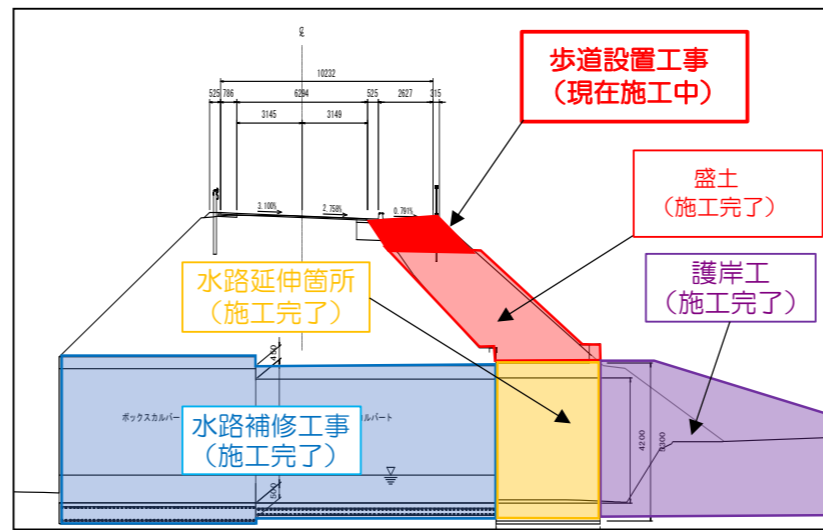 ℄
10232
525 786 6294 525 2627 315
3145 3149
3.100% 2.758% 0.781%
歩道設置工事
（現在施工中）
盛土
（施工完了）
水路延伸箇所
（施工完了）
護岸工
（施工完了）
450
ボックスカルバー
ルバート
水路補修工事
（施工完了）
500
4200
5300